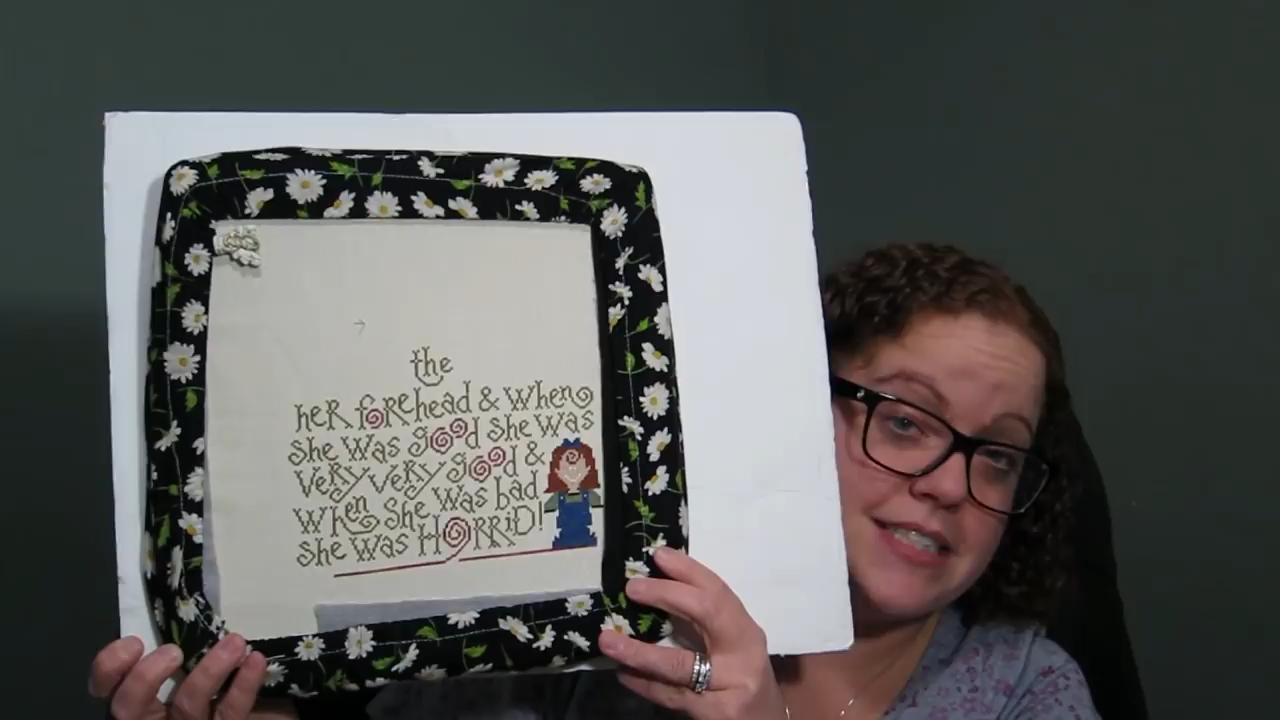 the
heR forehead & when
she was good she was
very very good &
when she was bad
she was HoRRiD!